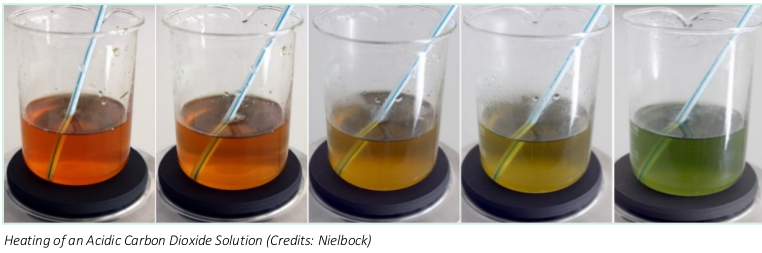 Heating of an Acidic Carbon Dioxide Solution (Credits: Nielbock)